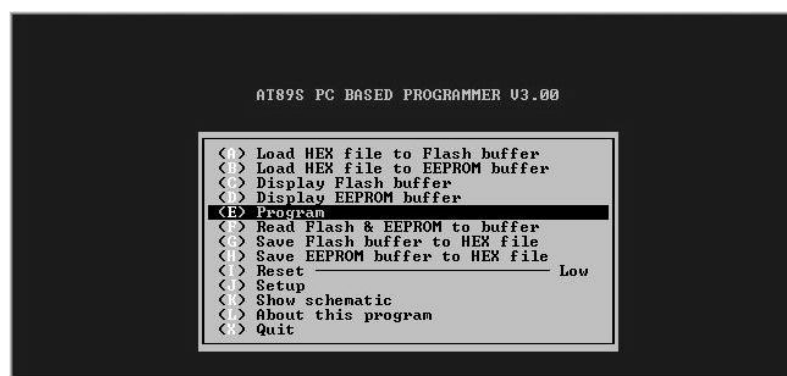 AT89S PC BASED PROGRAMMER V3.00
(A) Load HEX file to Flash buffer
(B) Load HEX file to EEPROM buffer
(C) Display Flash buffer
(D) Display EEPROM buffer
(E) Program
(F) Read Flash & EEPROM to buffer
(G) Save Flash buffer to HEX file
(H) Save EEPROM buffer to HEX file
(I) Reset Low
(J) Setup
(K) Show schematic
(L) About this program
(X) Quit